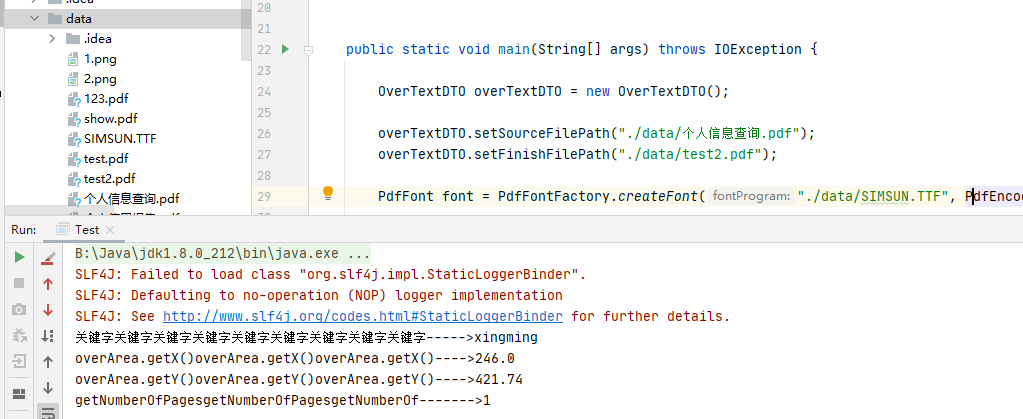 .idea
data
.idea
1.png
2.png
123.pdf
show.pdf
SIMSUN.TTF
test.pdf
test2.pdf
个人信息查询.pdf
20
21
22 public static void main(String[] args) throws IOException {
23
24 OverTextDTO overTextDTO = new OverTextDTO();
25
26 overTextDTO.setSourceFilePath("./data/个人信息查询.pdf");
27 overTextDTO.setFinishFilePath("./data/test2.pdf");
28
29 PdfFont font = PdfFontFactory.createFont( fontProgram: "./data/SIMSUN.TTF", PdfEncod
Run: Test
B:\Java\jdk1.8.0_212\bin\java.exe ...
SLF4J: Failed to load class "org.slf4j.impl.StaticLoggerBinder".
SLF4J: Defaulting to no-operation (NOP) logger implementation
SLF4J: See http://www.slf4j.org/codes.html#StaticLoggerBinder for further details.
关键字关键字关键字关键字关键字关键字关键字关键字关键字----->xingming
overArea.getX()overArea.getX()overArea.getX()---->246.0
overArea.getY()overArea.getY()overArea.getY()---->421.74
getNumberOfPagesgetNumberOfPagesgetNumberOf------->1